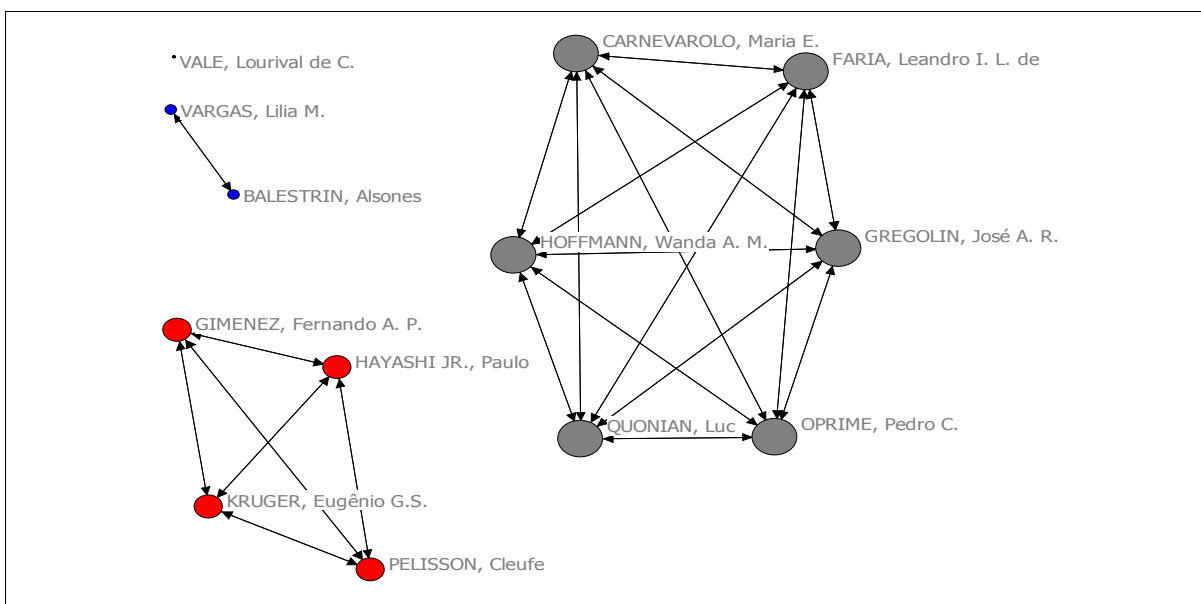 VALE, Lourival de C.
VARGAS, Lilia M.
BALESTRIN, Alsones
CARNEVAROLO, Maria E.
FARIA, Leandro I. L. de
HOFFMANN, Wanda A. M.
GREGOLIN, José A. R.
QUONIAN, Luc
OPRIME, Pedro C.
GIMENEZ, Fernando A. P.
HAYASHI JR., Paulo
KRUGER, Eugênio G.S.
PELISSON, Cleufe